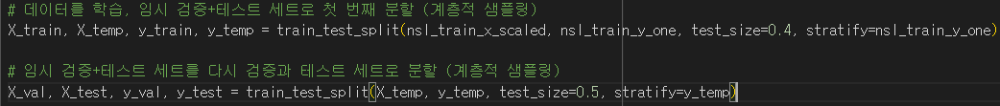 # 데이터를 학습, 임시 검증+테스트 세트로 첫 번째 분할 (계층적 샘플링)
X_train, X_temp, y_train, y_temp = train_test_split(nsl_train_x_scaled, nsl_train_y_one, test_size=0.4, stratify=nsl_train_y_one)
# 임시 검증+테스트 세트를 다시 검증과 테스트 세트로 분할 (계층적 샘플링)
X_val, X_test, y_val, y_test = train_test_split(X_temp, y_temp, test_size=0.5, stratify=y_temp)